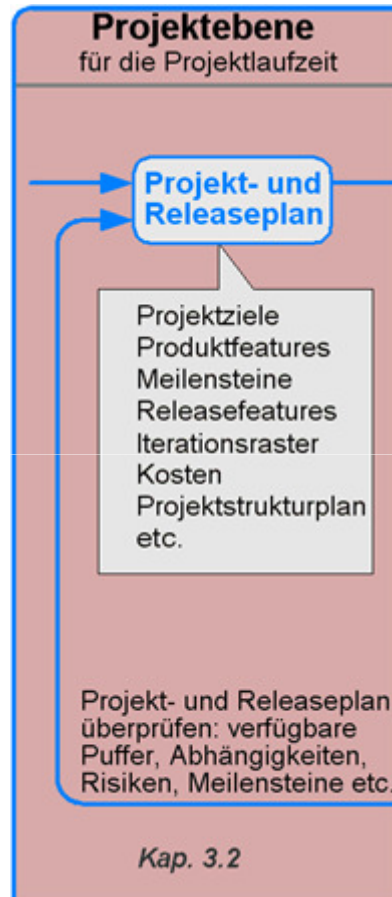 Projektebene
für die Projektlaufzeit
Projekt- und
Releaseplan
Projektziele
Produktfeatures
Meilensteine
Releasefeatures
Iterationsraster
Kosten
Projektstrukturplan
etc.
Projekt- und Releaseplan
überprüfen: verfügbare
Puffer, Abhängigkeiten,
Risiken, Meilensteine etc.
Kap. 3.2